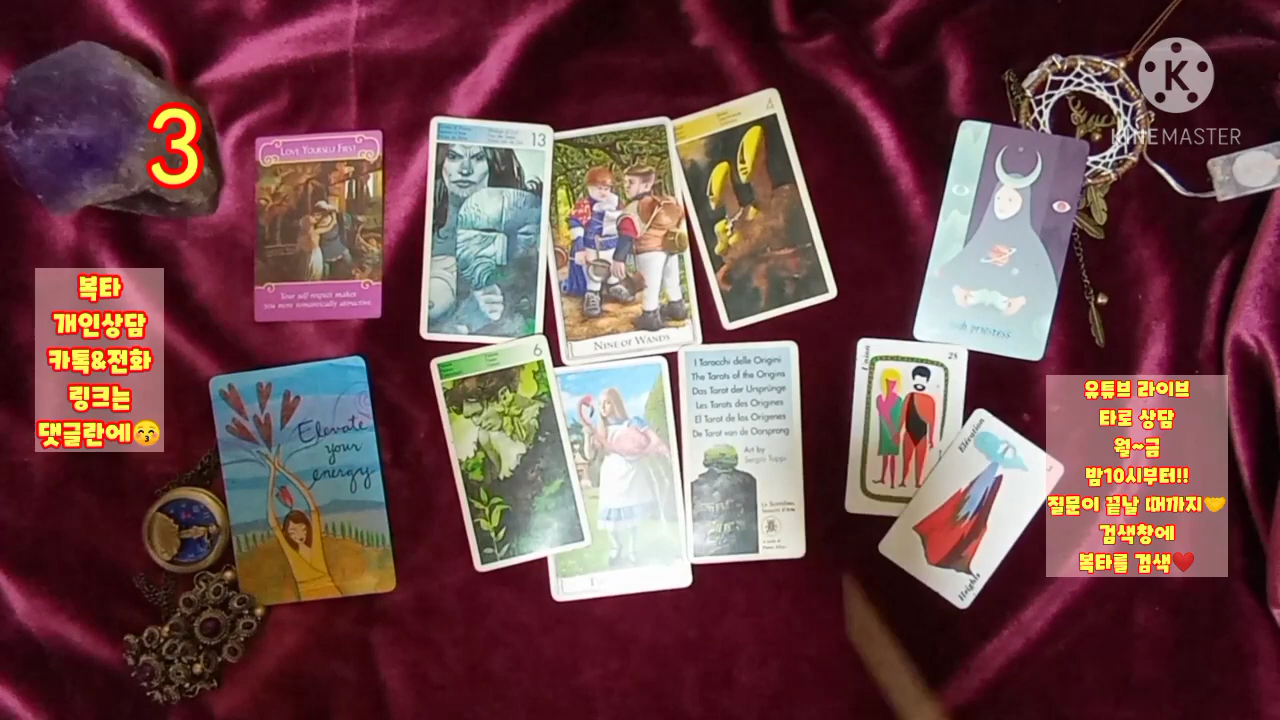 3
복타
개인상담
카톡&전화
링크는
댓글란에😚
LOVE YOURSELF FIRST
Your self-respect makes
you more romantically attractive.
Elevate
your
energy
13
NINE OF WANDS
4
6
I Tarocchi delle Origini
The Tarots of the Origins
Das Tarot der Ursprünge
Les Tarots des Origines
El Tarot de los Orígenes
De Tarot van de Oorsprong
Art by
Sergio Toppi
priestess
25
Elévation
Heights
K
KINEMASTER
유튜브 라이브
타로 상담
월~금
밤10시부터!!
질문이 끝날 때까지💛
검색창에
복타를 검색❤️